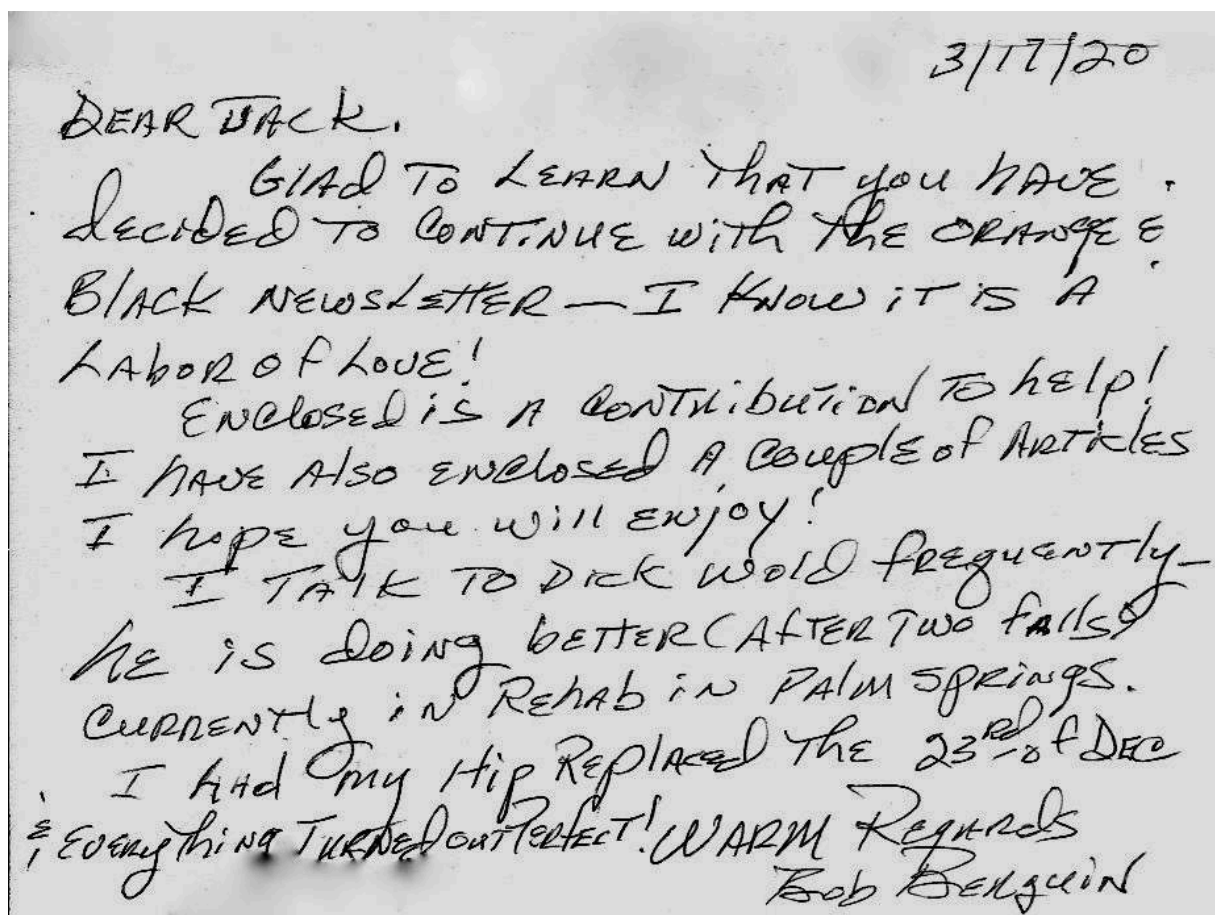 3/17/20
DEAR JACK.
GLAd TO LEARN ThAT you hAVE
decided TO CONTiNUE with ThE ORANgE &
BlACK NEWSLETTER — I KNOW iT iS A
LAbOR Of LOVE!
ENClOSEd iS A CONTRibUTiON TO hElp!
I hAVE AlSO ENClOSEd A COUplE of ARTiClES
I hOpE you will ENjOy!
I TAlK TO DiCK WOld fREquENTly—
hE iS dOiNg bETTER (AfTER TwO fAllS)
CURRENTly iN REhAb iN PAlM SpRiNgS.
I HAd my Hip REplACEd ThE 23RD of DEC
& EVERyThiNg TURNEd OuT PERfECT! WARM REgARdS
BOb